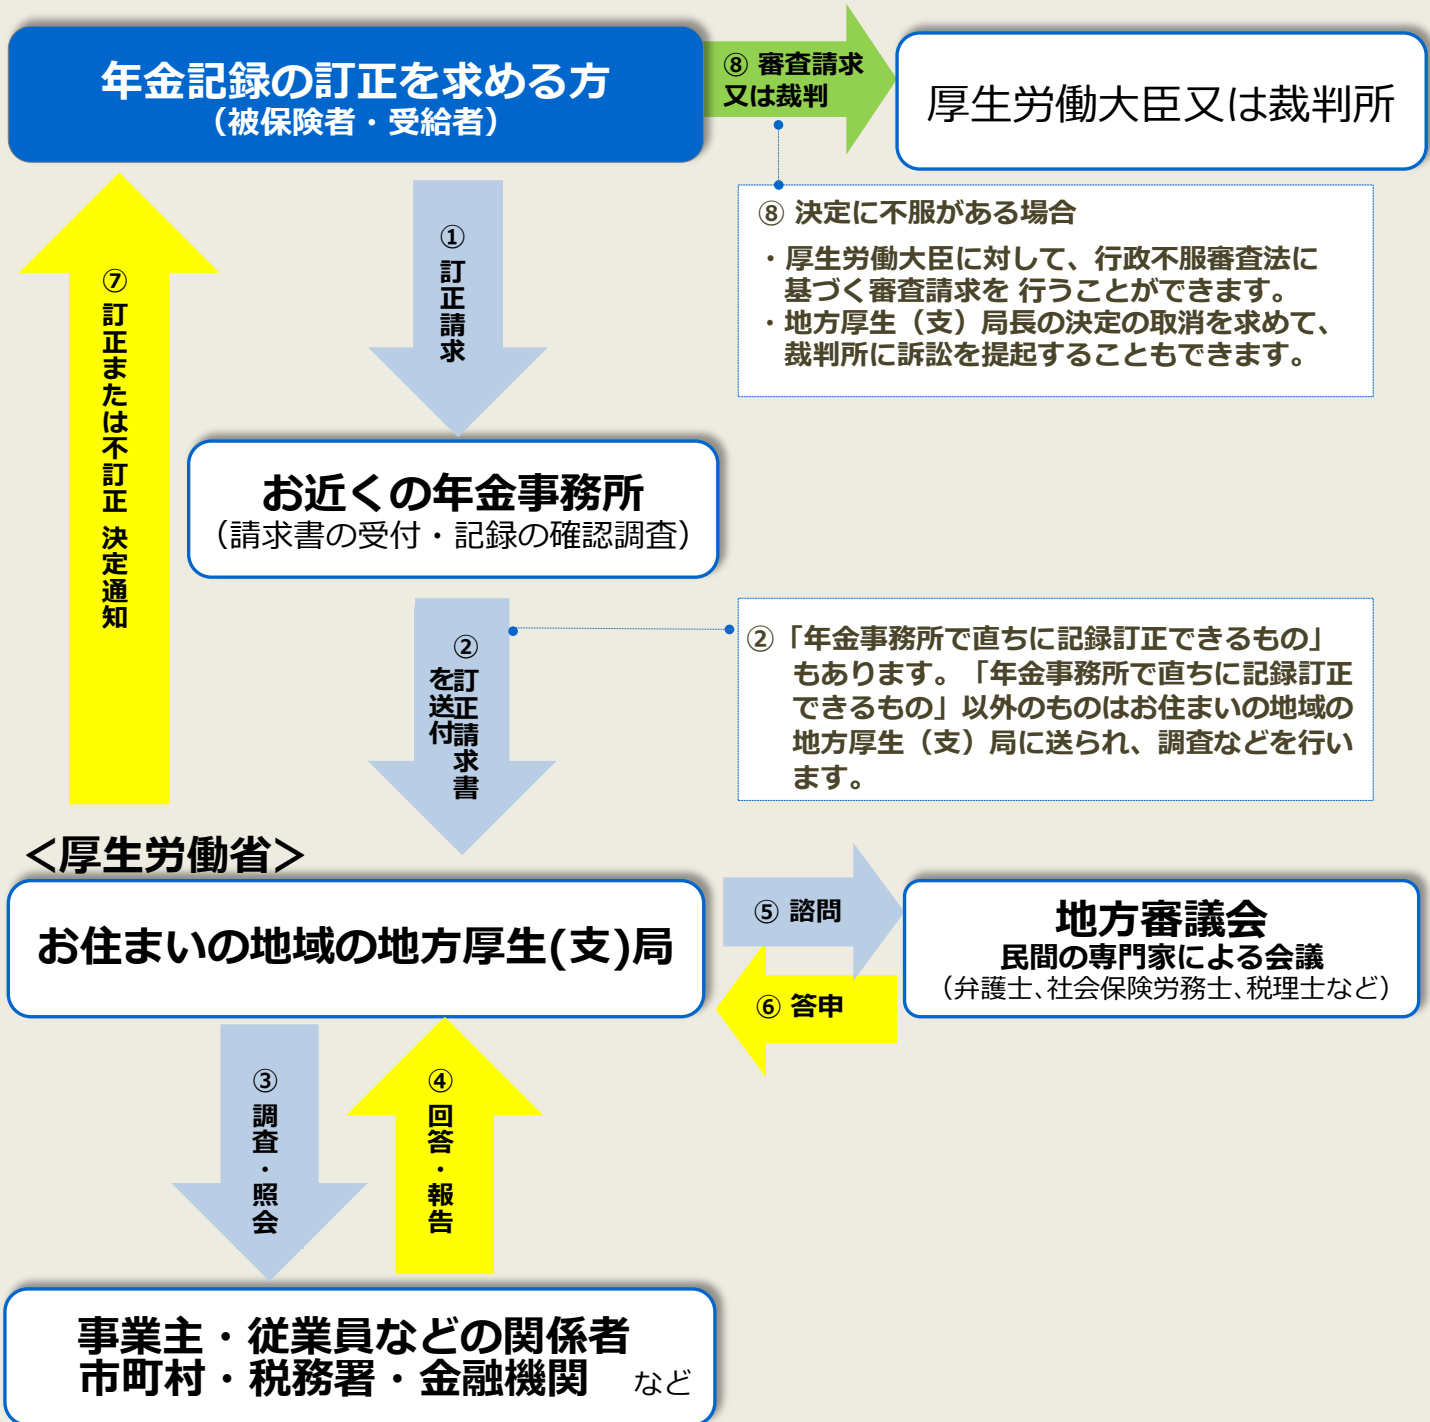 年金記録の訂正を求める方
（被保険者・受給者）
⑧ 審査請求
又は裁判
厚生労働大臣又は裁判所
⑧ 決定に不服がある場合
・厚生労働大臣に対して、行政不服審査法に
基づく審査請求を 行うことができます。
・地方厚生（支）局長の決定の取消を求めて、
裁判所に訴訟を提起することもできます。
① 訂正請求
⑦ 訂正または不訂正 決定通知
お近くの年金事務所
（請求書の受付・記録の確認調査）
② 訂正請求書
を送付
②「年金事務所で直ちに記録訂正できるもの」
もあります。「年金事務所で直ちに記録訂正
できるもの」以外のものはお住まいの地域の
地方厚生（支）局に送られ、調査などを行い
ます。
＜厚生労働省＞
お住まいの地域の地方厚生(支)局
⑤ 諮問
⑥ 答申
地方審議会
民間の専門家による会議
（弁護士、社会保険労務士、税理士など）
③ 調査・照会
④ 回答・報告
事業主・従業員などの関係者
市町村・税務署・金融機関 など